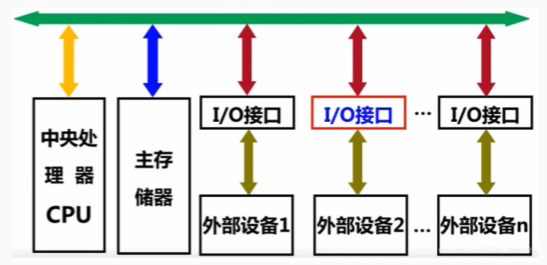 中央处
理 器
CPU
主存
储器
I/O接口
I/O接口
...
I/O接口
外部设备1
外部设备2
...
外部设备n